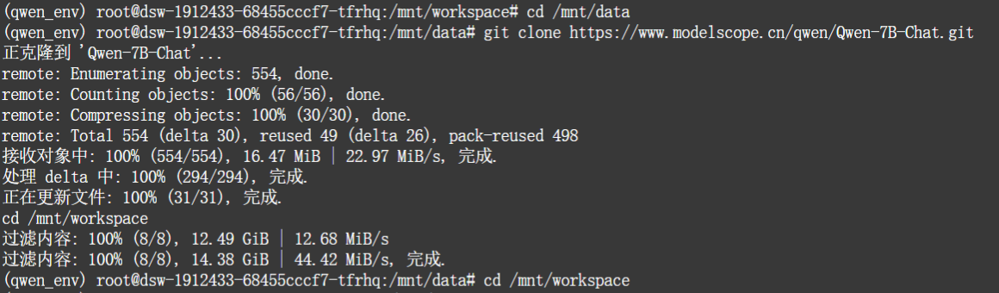 (qwen_env) root@dsw-1912433-68455cccf7-tfrhq:/mnt/workspace# cd /mnt/data
(qwen_env) root@dsw-1912433-68455cccf7-tfrhq:/mnt/data# git clone https://www.modelscope.cn/qwen/Qwen-7B-Chat.git
正克隆到 'Qwen-7B-Chat'...
remote: Enumerating objects: 554, done.
remote: Counting objects: 100% (56/56), done.
remote: Compressing objects: 100% (30/30), done.
remote: Total 554 (delta 30), reused 49 (delta 26), pack-reused 498
接收对象中: 100% (554/554), 16.47 MiB | 22.97 MiB/s, 完成.
处理 delta 中: 100% (294/294), 完成.
正在更新文件: 100% (31/31), 完成.
cd /mnt/workspace
过滤内容: 100% (8/8), 12.49 GiB | 12.68 MiB/s
过滤内容: 100% (8/8), 14.38 GiB | 44.42 MiB/s, 完成.
(qwen_env) root@dsw-1912433-68455cccf7-tfrhq:/mnt/data# cd /mnt/workspace